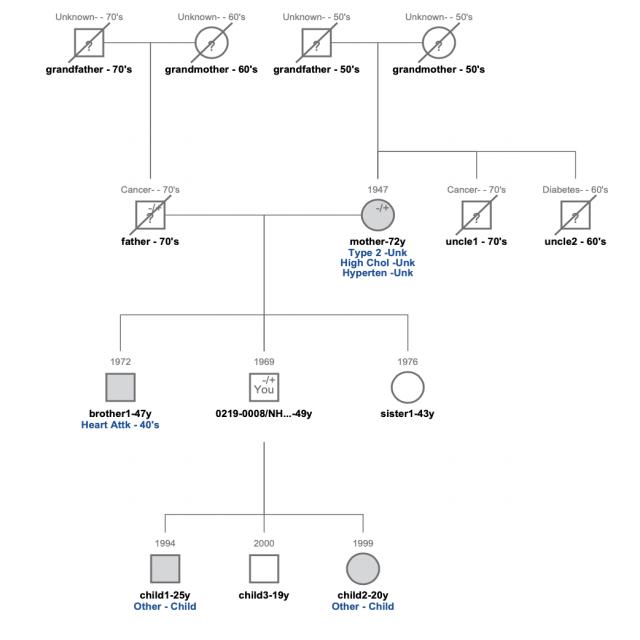 Unknown- - 70's Unknown- - 60's Unknown- - 50's Unknown- - 50's
? ? ? ?
grandfather - 70's grandmother - 60's grandfather - 50's grandmother - 50's
Cancer- - 70's 1947 Cancer- - 70's Diabetes- - 60's
-/+ -/+
? ? ?
father - 70's mother-72y uncle1 - 70's uncle2 - 60's
Type 2 -Unk
High Chol -Unk
Hyperten -Unk
1972 1969 1976
-/+
You
brother1-47y 0219-0008/NH...-49y sister1-43y
Heart Attk - 40's
1994 2000 1999
child1-25y child3-19y child2-20y
Other - Child Other - Child